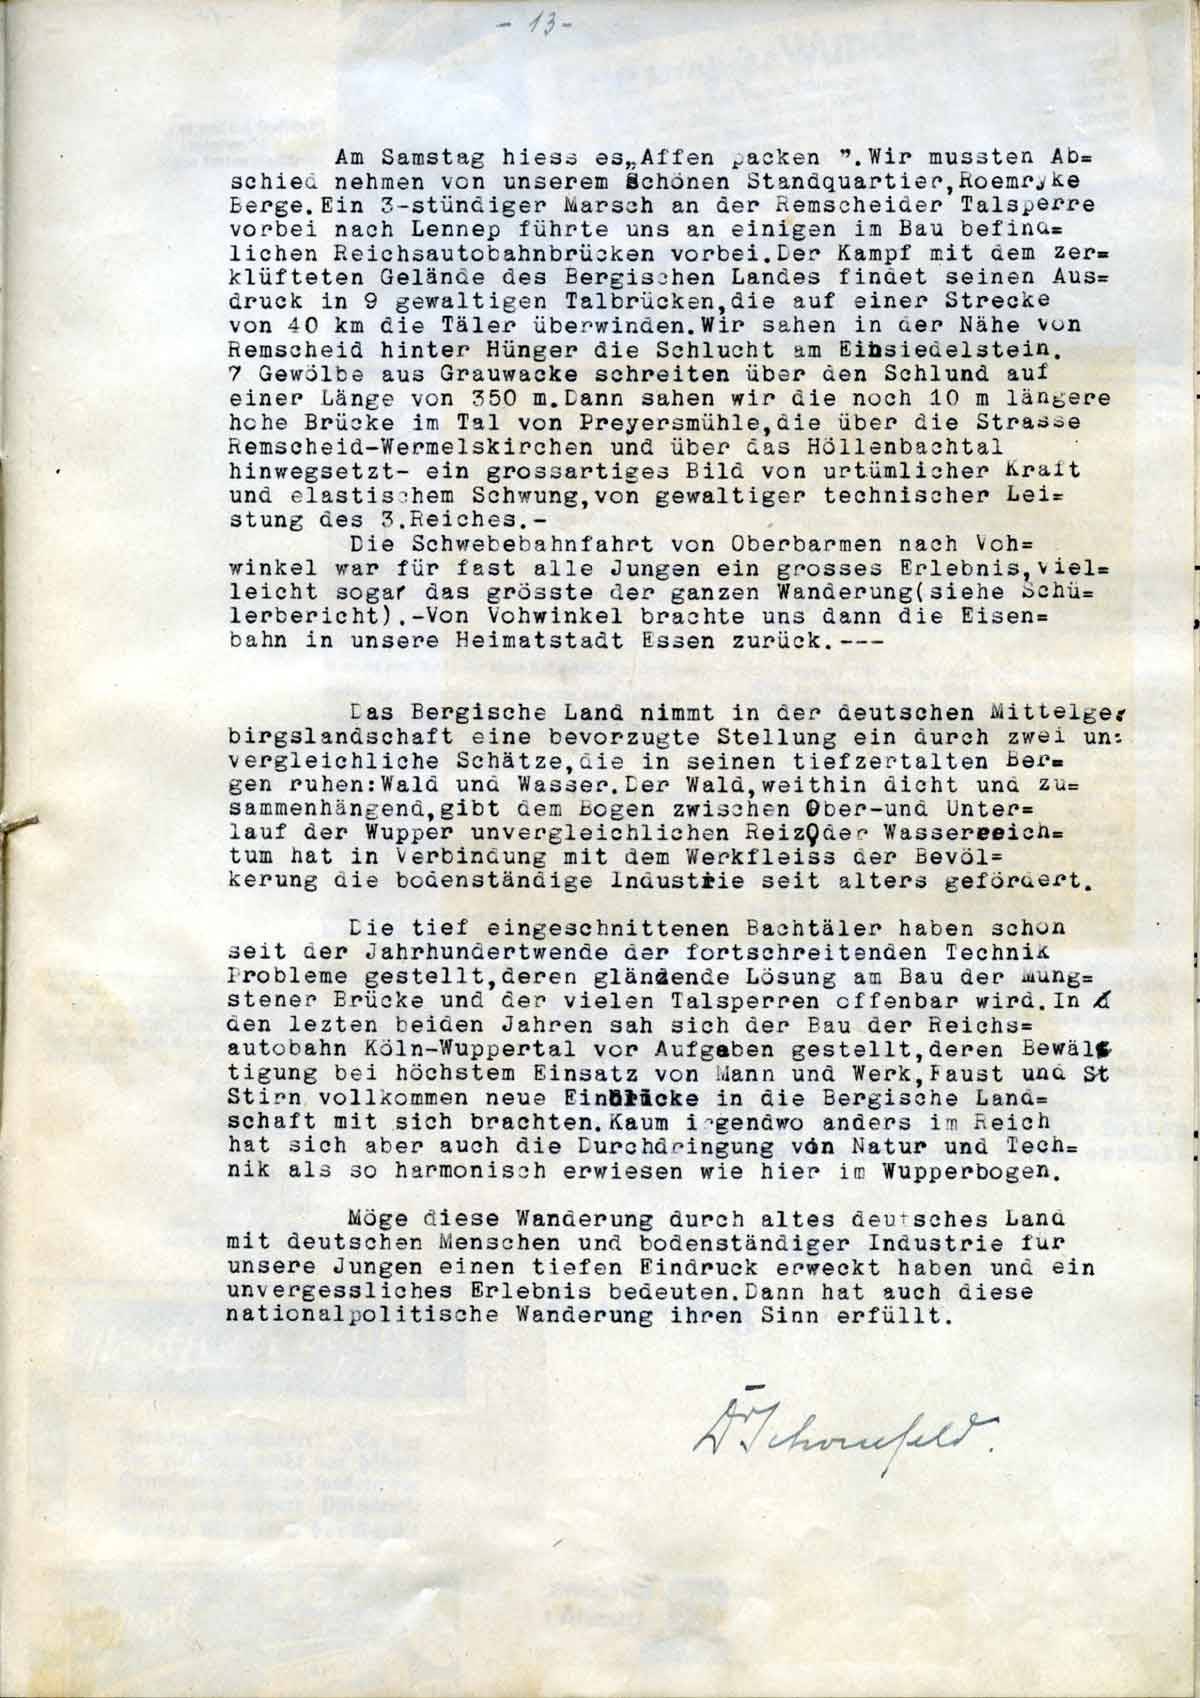 - 13 -
Am Samstag hiess es„Affen packen ”.Wir mussten Ab=
schied nehmen von unserem schönen Standquartier,Roemryke
Berge.Ein 3-stündiger Marsch an der Remscheider Talsperre
vorbei nach Lennep führte uns an einigen im Bau befind=
lichen Reichsautobahnbrücken vorbei.Der Kampf mit dem zer=
klüfteten Gelände des Bergischen Landes findet seinen Aus=
druck in 9 gewaltigen Talbrücken,die auf einer Strecke
von 40 km die Täler überwinden.Wir sahen in der Nähe von
Remscheid hinter Hünger die Schlucht am Einsiedelstein.
7 Gewölbe aus Grauwacke schreiten über den Schlund auf
einer Länge von 350 m.Dann sahen wir die noch 10 m längere
hohe Brücke im Tal von Preyersmühle,die über die Strasse
Remscheid-Wermelskirchen und über das Höllenbachtal
hinwegsetzt- ein grossartiges Bild von urtümlicher Kraft
und elastischem Schwung,von gewaltiger technischer Lei=
stung des 3.Reiches.-
Die Schwebebahnfahrt von Oberbarmen nach Voh=
winkel war für fast alle Jungen ein grosses Erlebnis,viel=
leicht sogar das grösste der ganzen Wanderung(siehe Schü=
lerbericht).-Von Vohwinkel brachte uns dann die Eisen=
bahn in unsere Heimatstadt Essen zurück.---
Das Bergische Land nimmt in der deutschen Mittelge=
birgslandschaft eine bevorzugte Stellung ein durch zwei un=
vergleichliche Schätze,die in seinen tiefzertalten Ber=
gen ruhen:Wald und Wasser.Der Wald,weithin dicht und zu=
sammenhängend,gibt dem Bogen zwischen Ober-und Unter=
lauf der Wupper unvergleichlichen Reiz,der Wasserreich=
tum hat in Verbindung mit dem Werkfleiss der Bevöl=
kerung die bodenständige Industrie seit alters gefördert.
Die tief eingeschnittenen Bachtäler haben schon
seit der Jahrhundertwende der fortschreitenden Technik
Probleme gestellt,deren glänzende Lösung am Bau der Müng=
stener Brücke und der vielen Talsperren offenbar wird.In
den lezten beiden Jahren sah sich der Bau der Reichs=
autobahn Köln-Wuppertal vor Aufgaben gestellt,deren Bewäl=
tigung bei höchstem Einsatz von Mann und Werk,Faust und St
Stirn vollkommen neue Einblicke in die Bergische Land=
schaft mit sich brachten.Kaum irgendwo anders im Reich
hat sich aber auch die Durchdringung von Natur und Tech=
nik als so harmonisch erwiesen wie hier im Wupperbogen.
Möge diese Wanderung durch altes deutsches Land
mit deutschen Menschen und bodenständiger Industrie für
unsere Jungen einen tiefen Eindruck erweckt haben und ein
unvergessliches Erlebnis bedeuten.Dann hat auch diese
nationalpolitische Wanderung ihren Sinn erfüllt.
Dr Schonefeld.